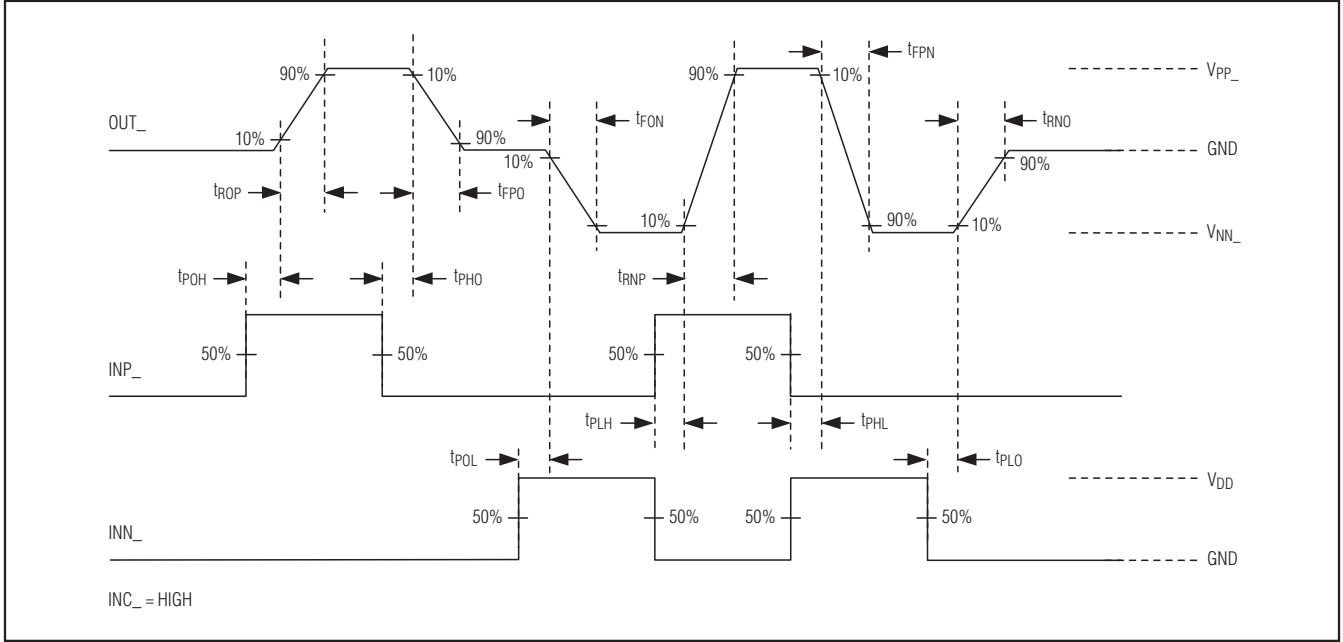 tFPN
90% 10% 90% 10% VPP_
OUT_ tFON tRNO
10% 90% 10% GND
90%
tROP tFPO
10% 90% 10% VNN_
tPOH tPHO tRNP
50% 50% 50% 50%
INP_
tPLH tPHL
tPOL tPLO
VDD
50% 50% 50% 50%
INN_
GND
INC_ = HIGH